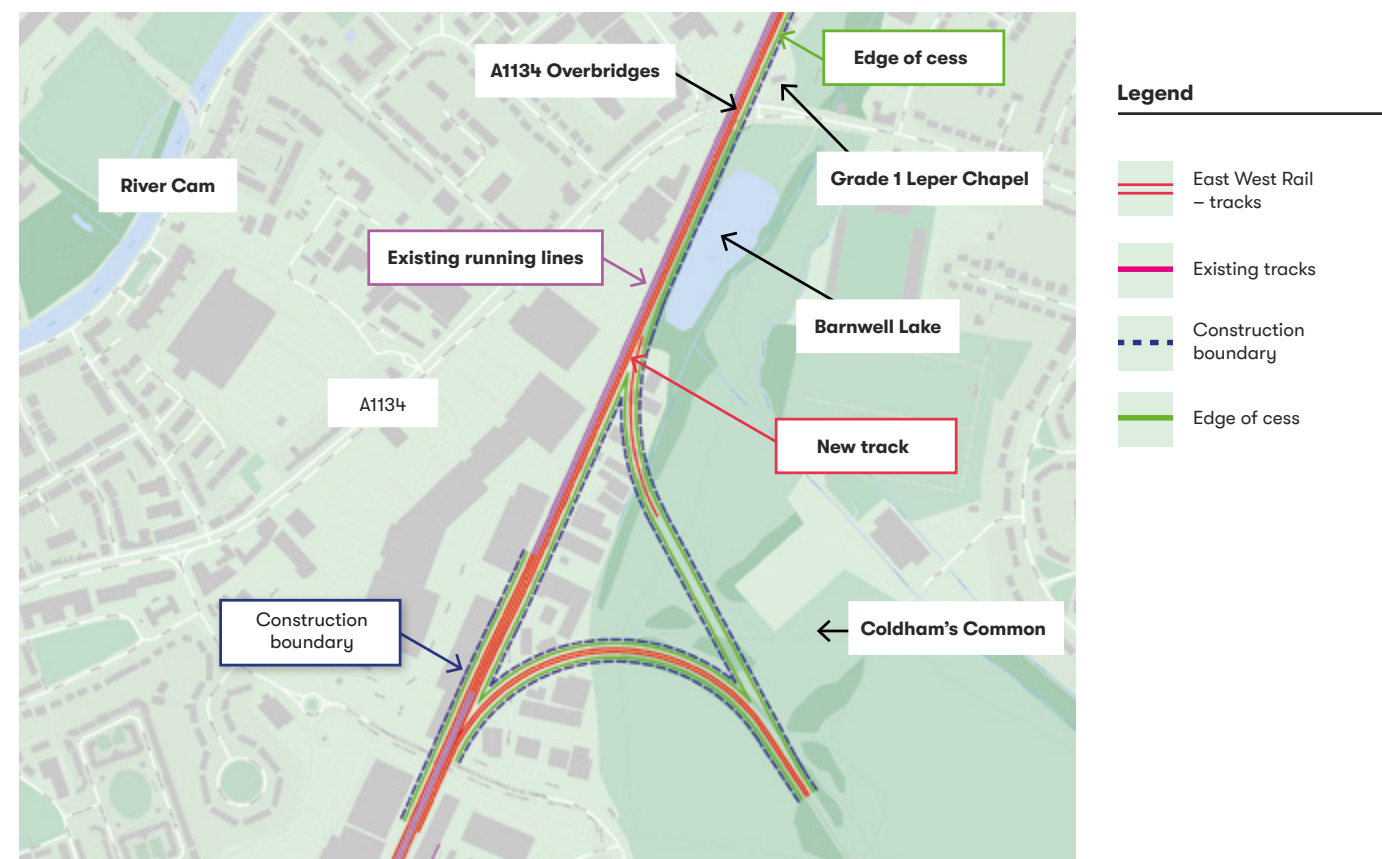 A1134 Overbridges
Edge of cess
Grade 1 Leper Chapel
River Cam
Existing running lines
Barnwell Lake
A1134
New track
Construction
boundary
Coldham's Common
Legend
East West Rail
– tracks
Existing tracks
Construction
boundary
Edge of cess